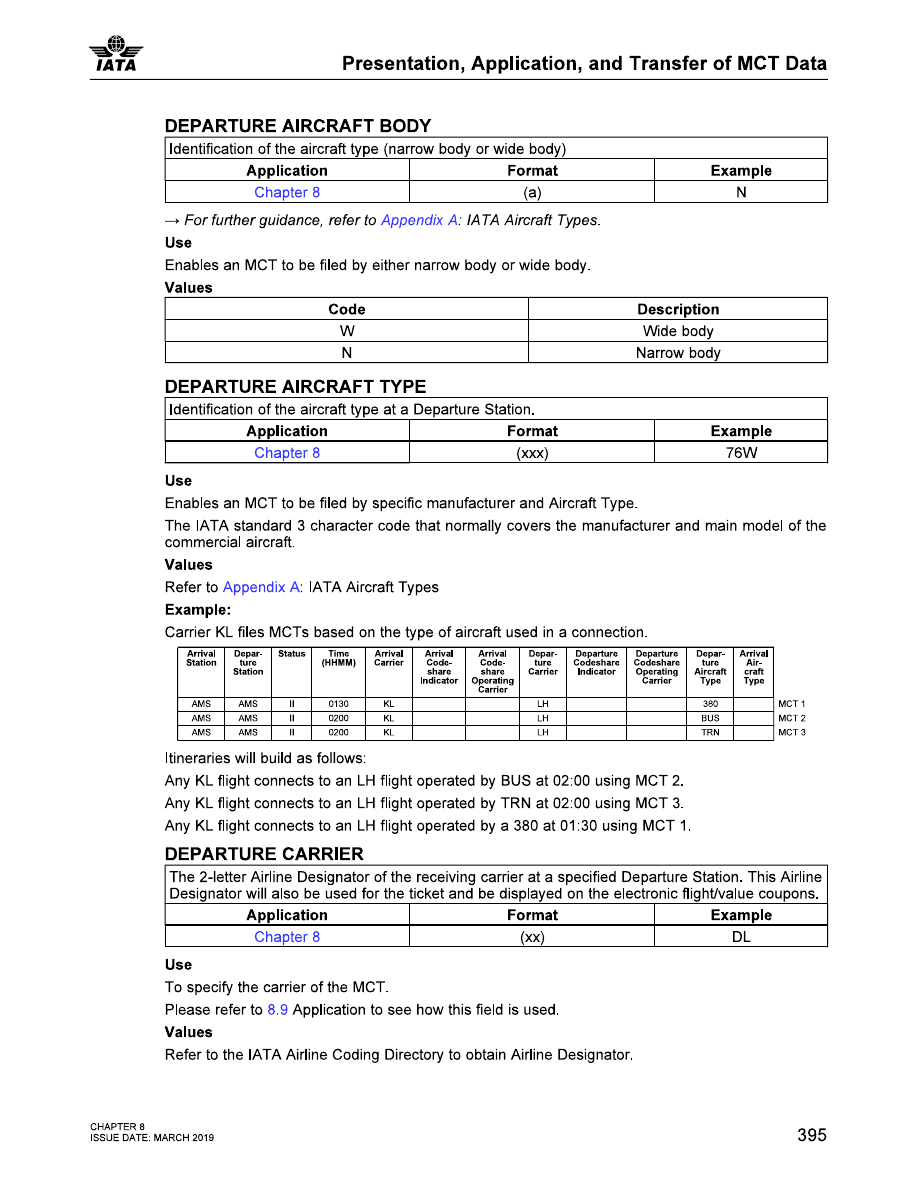 IATA
Presentation, Application, and Transfer of MCT Data
DEPARTURE AIRCRAFT BODY
Identification of the aircraft type (narrow body or wide body)
Application Format Example
Chapter 8 (a) N
→ For further guidance, refer to Appendix A: IATA Aircraft Types.
Use
Enables an MCT to be filed by either narrow body or wide body.
Values
Code Description
W Wide body
N Narrow body
DEPARTURE AIRCRAFT TYPE
Identification of the aircraft type at a Departure Station.
Application Format Example
Chapter 8 (xxx) 76W
Use
Enables an MCT to be filed by specific manufacturer and Aircraft Type.
The IATA standard 3 character code that normally covers the manufacturer and main model of the
commercial aircraft.
Values
Refer to Appendix A: IATA Aircraft Types
Example:
Carrier KL files MCTs based on the type of aircraft used in a connection.
Arrival Depar- Status Time Arrival Arrival Arrival Depar- Departure Departure Depar- Arrival
Station ture (HHMM) Carrier Code- Code- ture Codeshare Codeshare ture Air-
Station share share Carrier Indicator Operating Aircraft craft
Indicator Operating Carrier Type Type
Carrier
AMS AMS II 0130 KL LH 380 MCT 1
AMS AMS II 0200 KL LH BUS MCT 2
AMS AMS II 0200 KL LH TRN MCT 3
Itineraries will build as follows:
Any KL flight connects to an LH flight operated by BUS at 02:00 using MCT 2.
Any KL flight connects to an LH flight operated by TRN at 02:00 using MCT 3.
Any KL flight connects to an LH flight operated by a 380 at 01:30 using MCT 1.
DEPARTURE CARRIER
The 2-letter Airline Designator of the receiving carrier at a specified Departure Station. This Airline
Designator will also be used for the ticket and be displayed on the electronic flight/value coupons.
Application Format Example
Chapter 8 (xx) DL
Use
To specify the carrier of the MCT.
Please refer to 8.9 Application to see how this field is used.
Values
Refer to the IATA Airline Coding Directory to obtain Airline Designator.
CHAPTER 8
ISSUE DATE: MARCH 2019
395